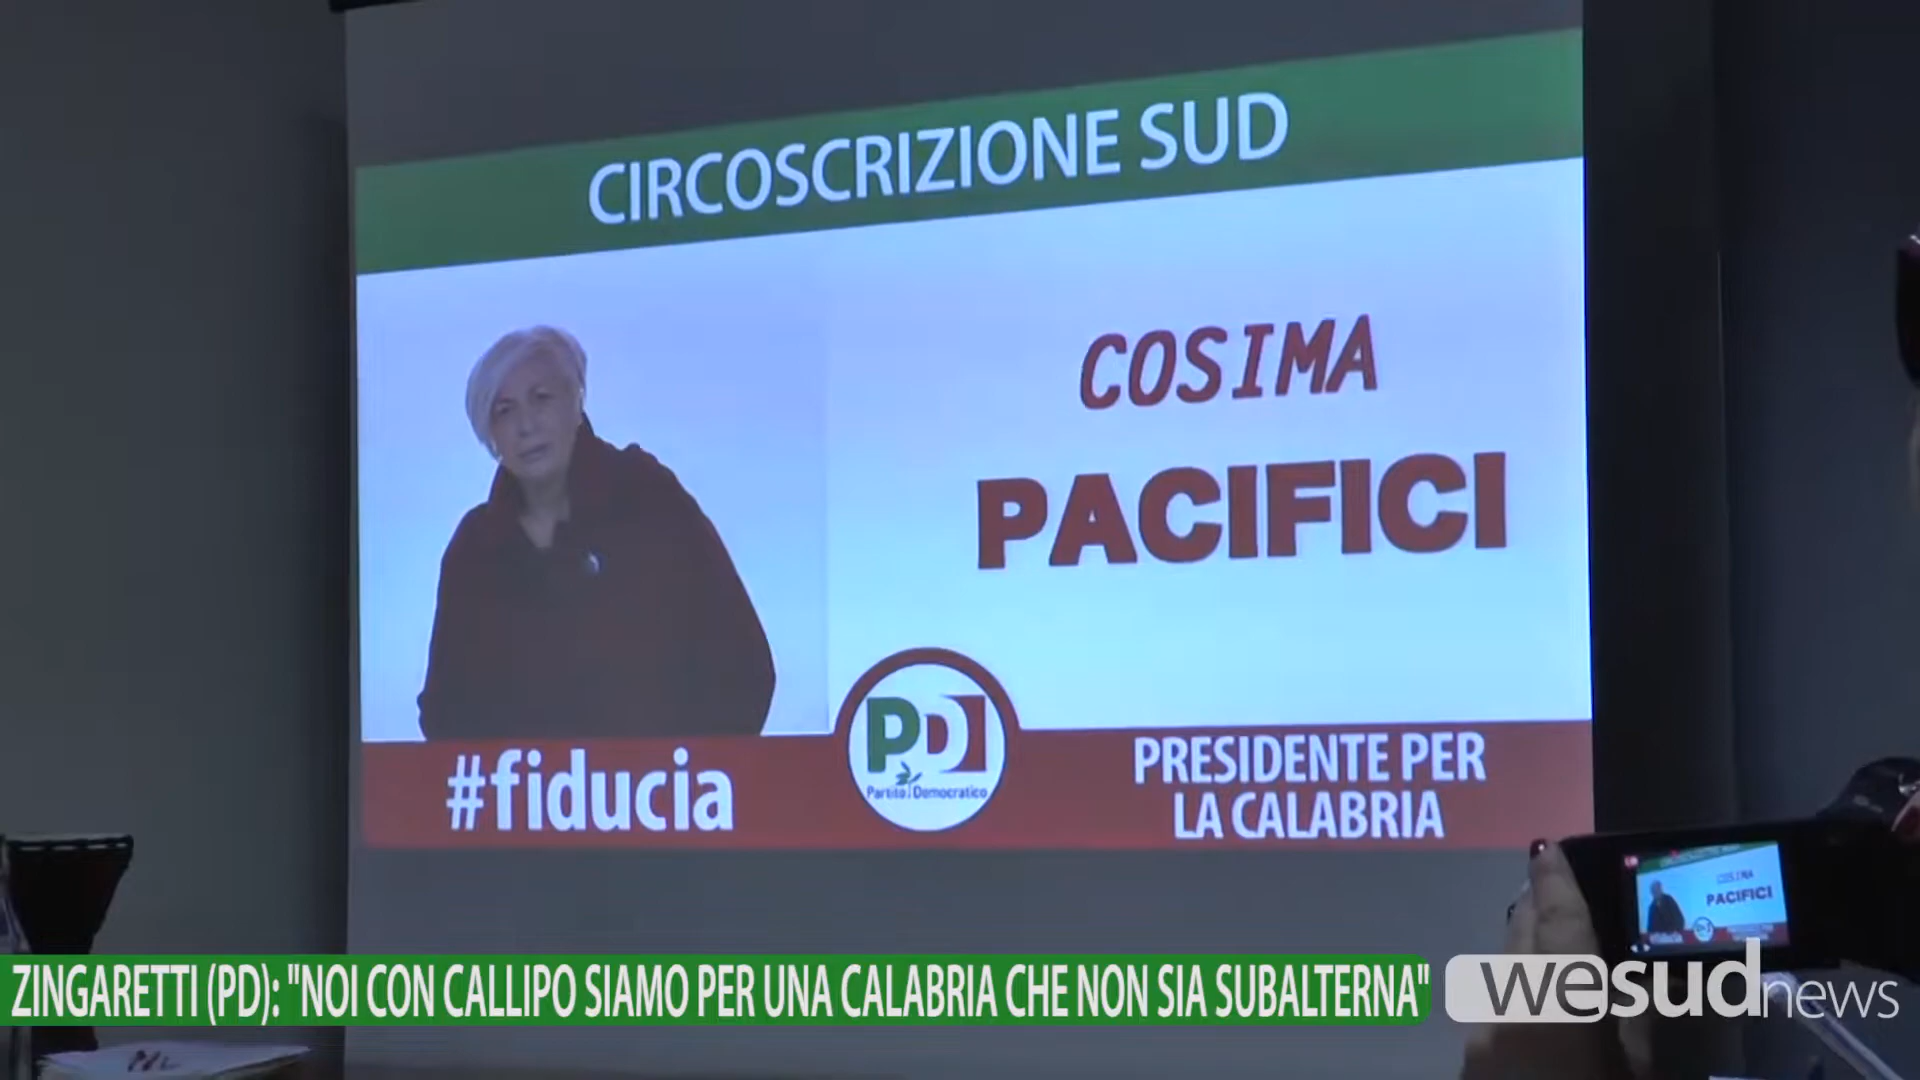 CIRCOSCRIZIONE SUD
COSIMA
PACIFICI
#fiducia
PD
Partito Democratico
PRESIDENTE PER
LA CALABRIA
COSIMA
PACIFICI
ZINGARETTI (PD): "NOI CON CALLIPO SIAMO PER UNA CALABRIA CHE NON SIA SUBALTERNA"
wesudnews